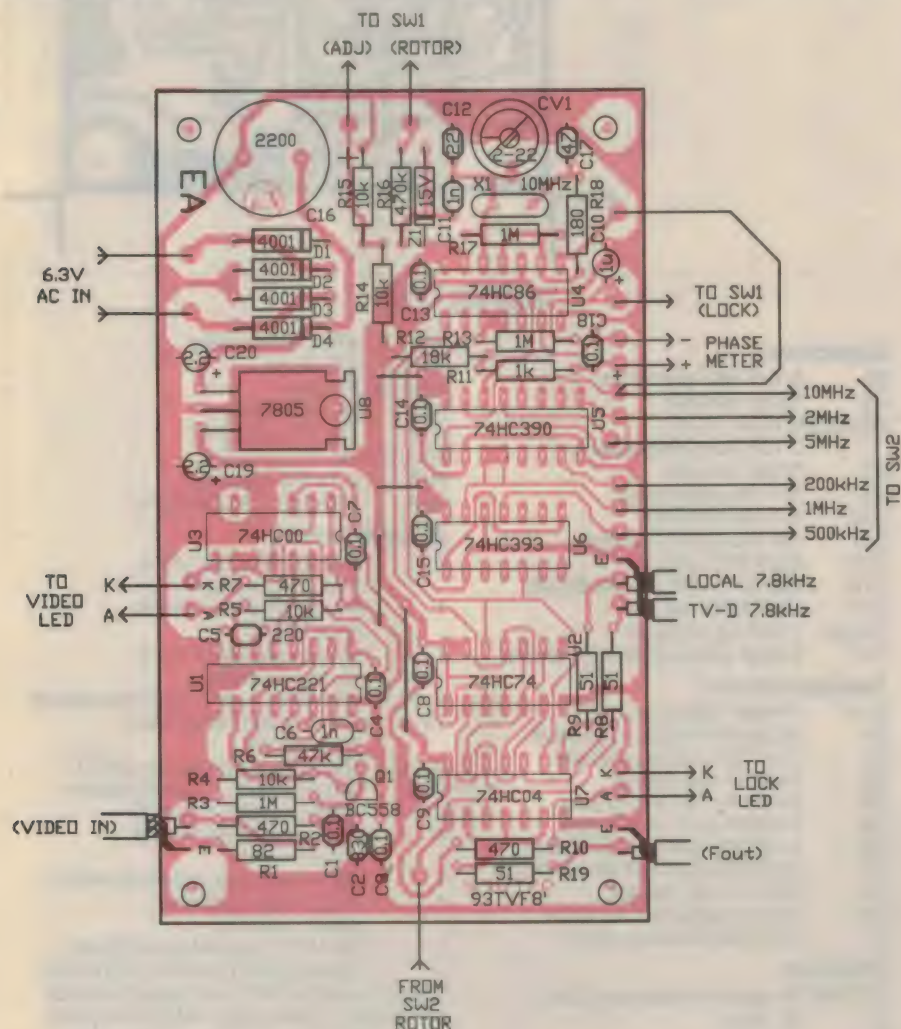 TO SW1
(ADJ) (ROTOR)
C12
CV1
2200
22
2-22
47
C17
EA
+
R15
10k
R16
470k
15V
Z1
1n
C11
X1
10MHz
R18
180
C10
R17
1M
C16
4001
D1
4001
D2
4001
D3
4001
D4
6.3V
AC IN
R14
10k
0.1
C13
74HC86
U4
1u
+
TO SW1
(LOCK)
C18
0.1
R12
18k
R13
1M
R11
1k
- PHASE
+ METER
+
2.2
C20
+
7805
U8
C14
0.1
74HC390
U5
10MHz
2MHz
5MHz
200kHz
1MHz
500kHz
TO SW2
2.2
+ C19
U3
74HC00
C7
0.1
C15
0.1
74HC393
U6
E
LOCAL 7.8kHz
TV-D 7.8kHz
TO
VIDEO
LED
K
A
K
A
R7
470
R5
10k
C5
220
U1
74HC221
0.1
C4
C8
0.1
74HC74
U2
51
51
R9
R8
C6
1n
R6
47k
R4
10k
Q1
BC558
R3
1M
470
R2
82
R1
(VIDEO IN)
E
0.1
C1
C2
0.1
C9
0.1
74HC04
U7
K
A
K
A
TO
LOCK
LED
E
(Fout)
470
R10
51
R19
93TVF8'
FROM
SW2
ROTOR